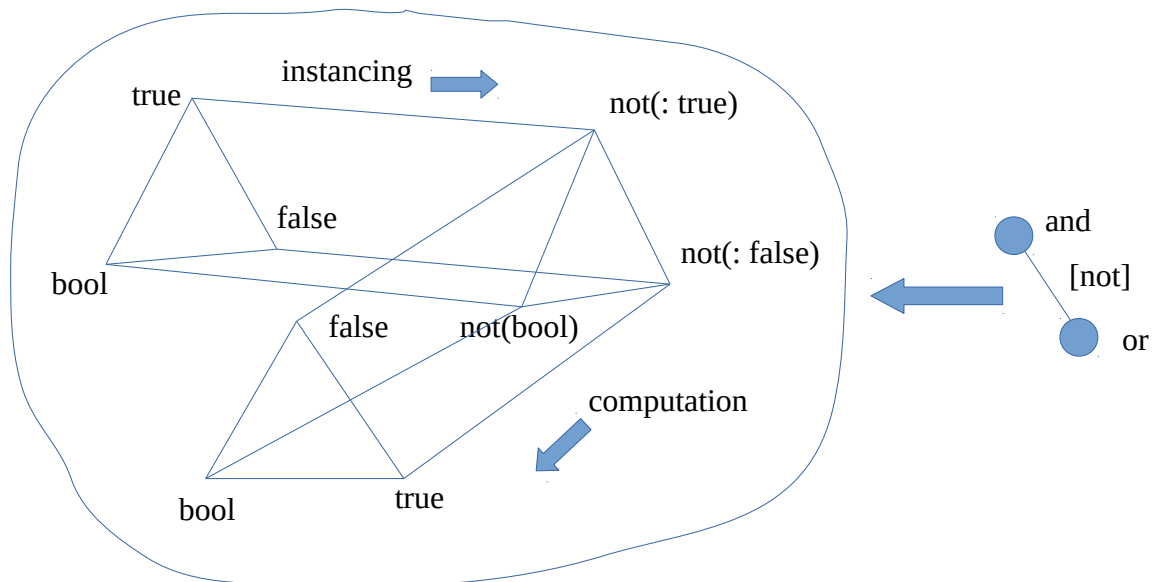 instancing
true
not(: true)
false
and
not(: false)
[not]
bool
false
not(bool)
or
computation
bool
true